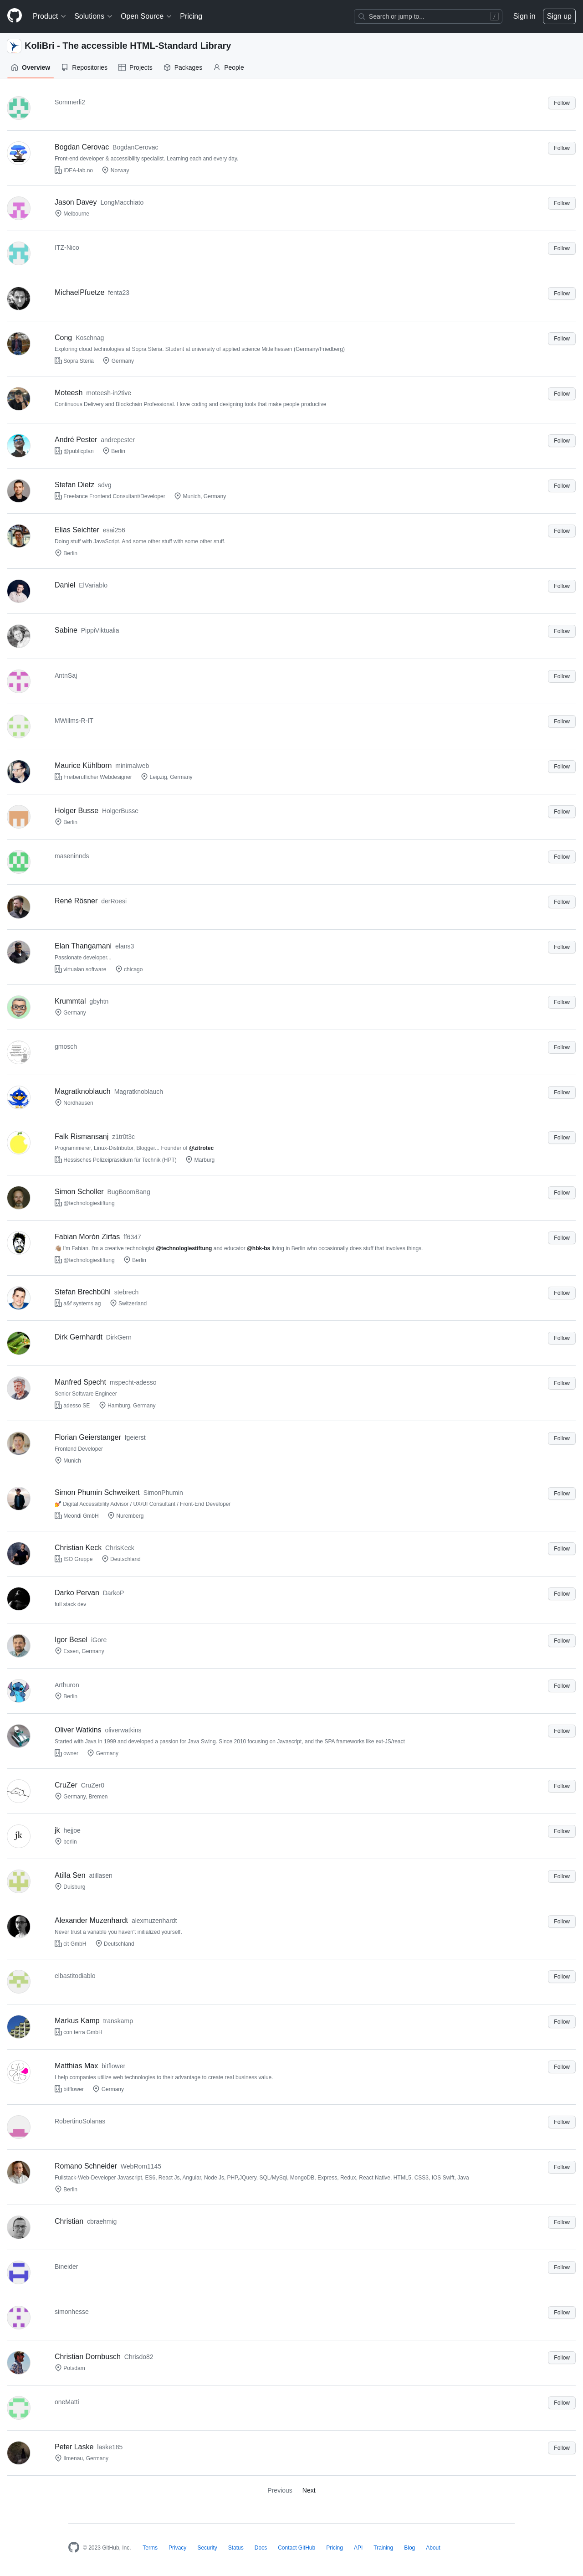 Product Solutions Open Source Pricing Search or jump to... / Sign in Sign up
KoliBri - The accessible HTML-Standard Library
Overview Repositories Projects Packages People
Sommerli2 Follow
Bogdan Cerovac BogdanCerovac Follow
Front-end developer & accessibility specialist. Learning each and every day.
IDEA-lab.no Norway
Jason Davey LongMacchiato Follow
Melbourne
ITZ-Nico Follow
MichaelPfuetze fenta23 Follow
Cong Koschnag Follow
Exploring cloud technologies at Sopra Steria. Student at university of applied science Mittelhessen (Germany/Friedberg)
Sopra Steria Germany
Moteesh moteesh-in2tive Follow
Continuous Delivery and Blockchain Professional. I love coding and designing tools that make people productive
André Pester andrepester Follow
@publicplan Berlin
Stefan Dietz sdvg Follow
Freelance Frontend Consultant/Developer Munich, Germany
Elias Seichter esai256 Follow
Doing stuff with JavaScript. And some other stuff with some other stuff.
Berlin
Daniel ElVariablo Follow
Sabine PippiViktualia Follow
AntnSaj Follow
MWillms-R-IT Follow
Maurice Kühlborn minimalweb Follow
Freiberuflicher Webdesigner Leipzig, Germany
Holger Busse HolgerBusse Follow
Berlin
maseninnds Follow
René Rösner derRoesi Follow
Elan Thangamani elans3 Follow
Passionate developer...
virtualan software chicago
Krummtal gbyhtn Follow
Germany
gmosch Follow
Magratknoblauch Magratknoblauch Follow
Nordhausen
Falk Rismansanj z1tr0t3c Follow
Programmierer, Linux-Distributor, Blogger... Founder of @zitrotec
Hessisches Polizeipräsidium für Technik (HPT) Marburg
Simon Scholler BugBoomBang Follow
@technologiestiftung
Fabian Morón Zirfas ff6347 Follow
👋🏽 I'm Fabian. I'm a creative technologist @technologiestiftung and educator @hbk-bs living in Berlin who occasionally does stuff that involves things.
@technologiestiftung Berlin
Stefan Brechbühl stebrech Follow
a&f systems ag Switzerland
Dirk Gernhardt DirkGern Follow
Manfred Specht mspecht-adesso Follow
Senior Software Engineer
adesso SE Hamburg, Germany
Florian Geierstanger fgeierst Follow
Frontend Developer
Munich
Simon Phumin Schweikert SimonPhumin Follow
💅 Digital Accessibility Advisor / UX/UI Consultant / Front-End Developer
Meondi GmbH Nuremberg
Christian Keck ChrisKeck Follow
ISO Gruppe Deutschland
Darko Pervan DarkoP Follow
full stack dev
Igor Besel iGore Follow
Essen, Germany
Arthuron Follow
Berlin
Oliver Watkins oliverwatkins Follow
Started with Java in 1999 and developed a passion for Java Swing. Since 2010 focusing on Javascript, and the SPA frameworks like ext-JS/react
owner Germany
CruZer CruZer0 Follow
Germany, Bremen
jk jk hejjoe Follow
berlin
Atilla Sen atillasen Follow
Duisburg
Alexander Muzenhardt alexmuzenhardt Follow
Never trust a variable you haven't initialized yourself.
cit GmbH Deutschland
elbastitodiablo Follow
Markus Kamp transkamp Follow
con terra GmbH
Matthias Max bitflower Follow
I help companies utilize web technologies to their advantage to create real business value.
bitflower Germany
RobertinoSolanas Follow
Romano Schneider WebRom1145 Follow
Fullstack-Web-Developer Javascript, ES6, React Js, Angular, Node Js, PHP,JQuery, SQL/MySql, MongoDB, Express, Redux, React Native, HTML5, CSS3, IOS Swift, Java
Berlin
Christian cbraehmig Follow
Bineider Follow
simonhesse Follow
Christian Dornbusch Chrisdo82 Follow
Potsdam
oneMatti Follow
Peter Laske laske185 Follow
Ilmenau, Germany
Previous Next
© 2023 GitHub, Inc. Terms Privacy Security Status Docs Contact GitHub Pricing API Training Blog About